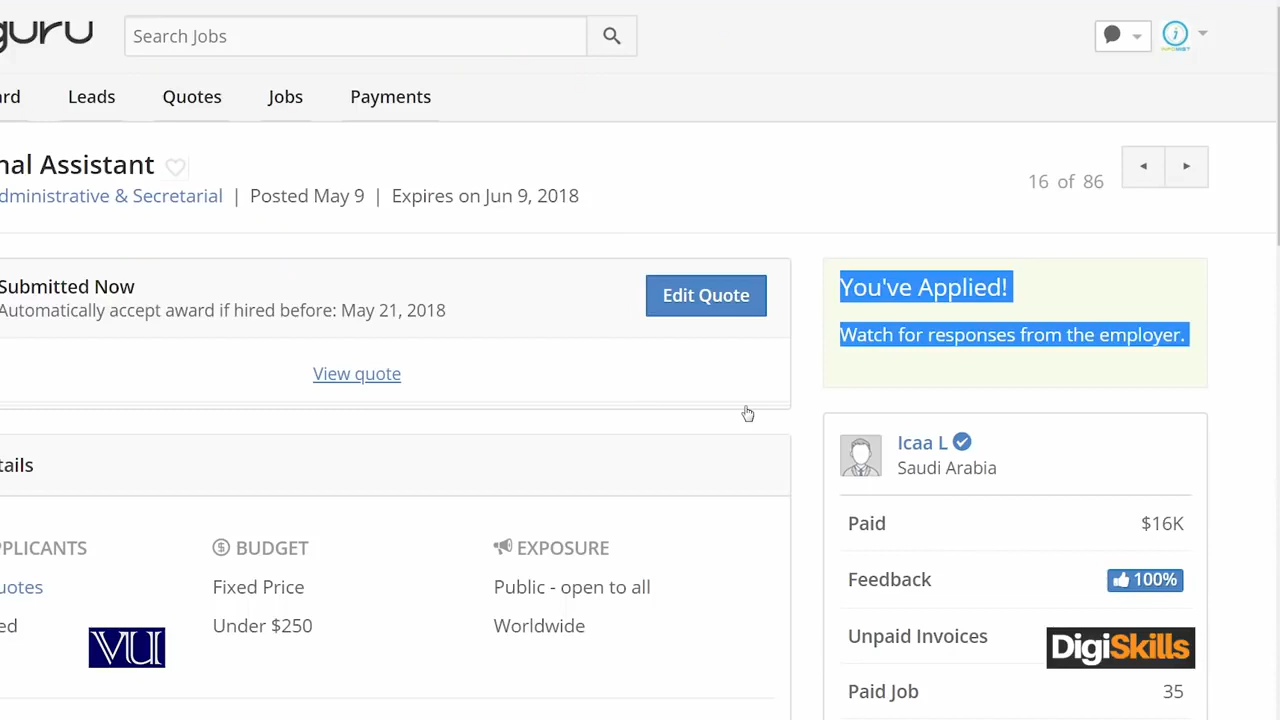 guru
Search Jobs
ard Leads Quotes Jobs Payments
nal Assistant
16 of 86
dministrative & Secretarial | Posted May 9 | Expires on Jun 9, 2018
Submitted Now
Automatically accept award if hired before: May 21, 2018
Edit Quote
View quote
You've Applied!
Watch for responses from the employer.
Icaa L
Saudi Arabia
Paid $16K
Feedback 100%
Unpaid Invoices
Paid Job 35
tails
PPLICANTS BUDGET EXPOSURE
uotes Fixed Price Public - open to all
ed Under $250 Worldwide
VU
DigiSkills